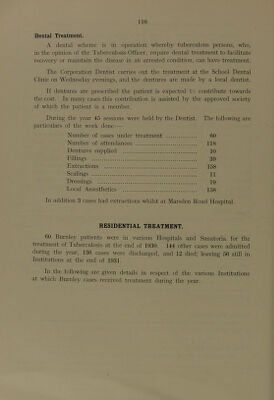 Dental Treatment.
A dental scheme is in operation whereby tuberculous persons, who,
in the opinion of the Tuberculosis Officer, require dental treatment to facilitate
recovery or maintain the disease in an arrested condition, can have treatment.
The Corporation Dentist carries out the treatment at the School Dental
Clinic on Wednesday evenings, and the dentures are made by a local dentist.
If dentures are prescribed the patient is expected to contribute towards
the cost. In many cases this contribution is assisted by the approved society
of which the patient is a member.
During the year 45 sessions were held by the Dentist. The following are
particulars of the work done:—
Number of cases under treatment 60
Number of attendances 118
Dentures supplied 10
Fillings
Extractions 158
Scalings 11
Dressings 19
Local Anesthetics 138
In addition 3 cases had extractions whilst at Marsden Road Hospital.
RESIDENTIAL TREATMENT.
60 Burnley patients were in various Hospitals and Sanatoria for the
treatment of Tuberculosis at the end of 1930. 144 other cases were admitted
during the year, 136 cases were discharged, and 12 died; leaving 56 still in
Institutions at the end of 1931.
In the following are given details in respect of the various Institutions
at which Burnley cases received treatment during the year.